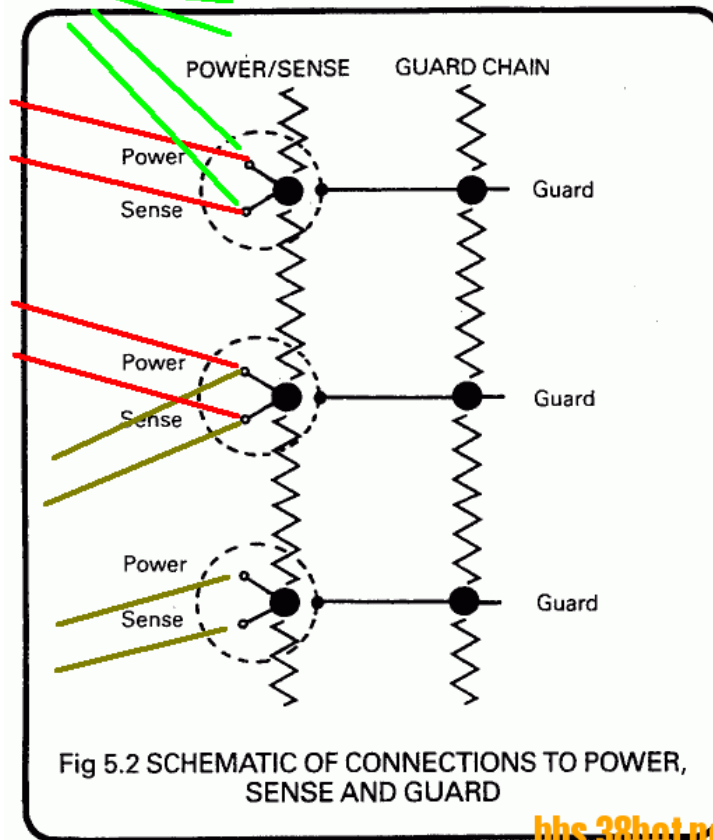 POWER/SENSE GUARD CHAIN
Power
Sense
Guard
Power
Sense
Guard
Power
Sense
Guard
Fig 5.2 SCHEMATIC OF CONNECTIONS TO POWER,
SENSE AND GUARD